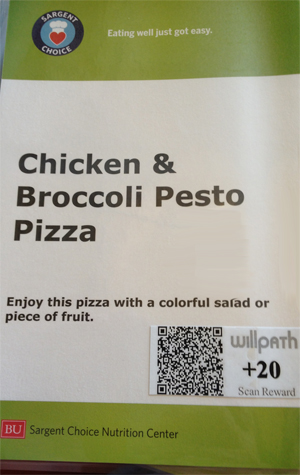 SARGENT
CHOICE
Eating well just got easy.
Chicken &
Broccoli Pesto
Pizza
Enjoy this pizza with a colorful salad or
piece of fruit.
willpath
+20
Scan Reward
BU Sargent Choice Nutrition Center